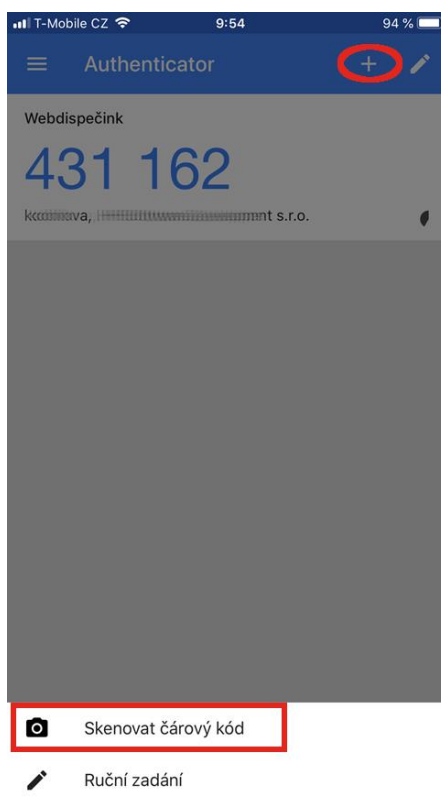 T-Mobile CZ 9:54 94 %
Authenticator +
Webdispečink
431 162
s.r.o.
Skenovat čárový kód
Ruční zadání